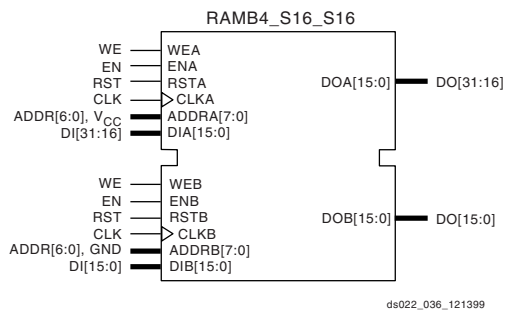 RAMB4_S16_S16
WE WEA
EN ENA
RST RSTA DOA[15:0] DO[31:16]
CLK CLKA
ADDR[6:0], VCC ADDRA[7:0]
DI[31:16] DIA[15:0]
WE WEB
EN ENB
RST RSTB DOB[15:0] DO[15:0]
CLK CLKB
ADDR[6:0], GND ADDRB[7:0]
DI[15:0] DIB[15:0]
ds022_036_121399